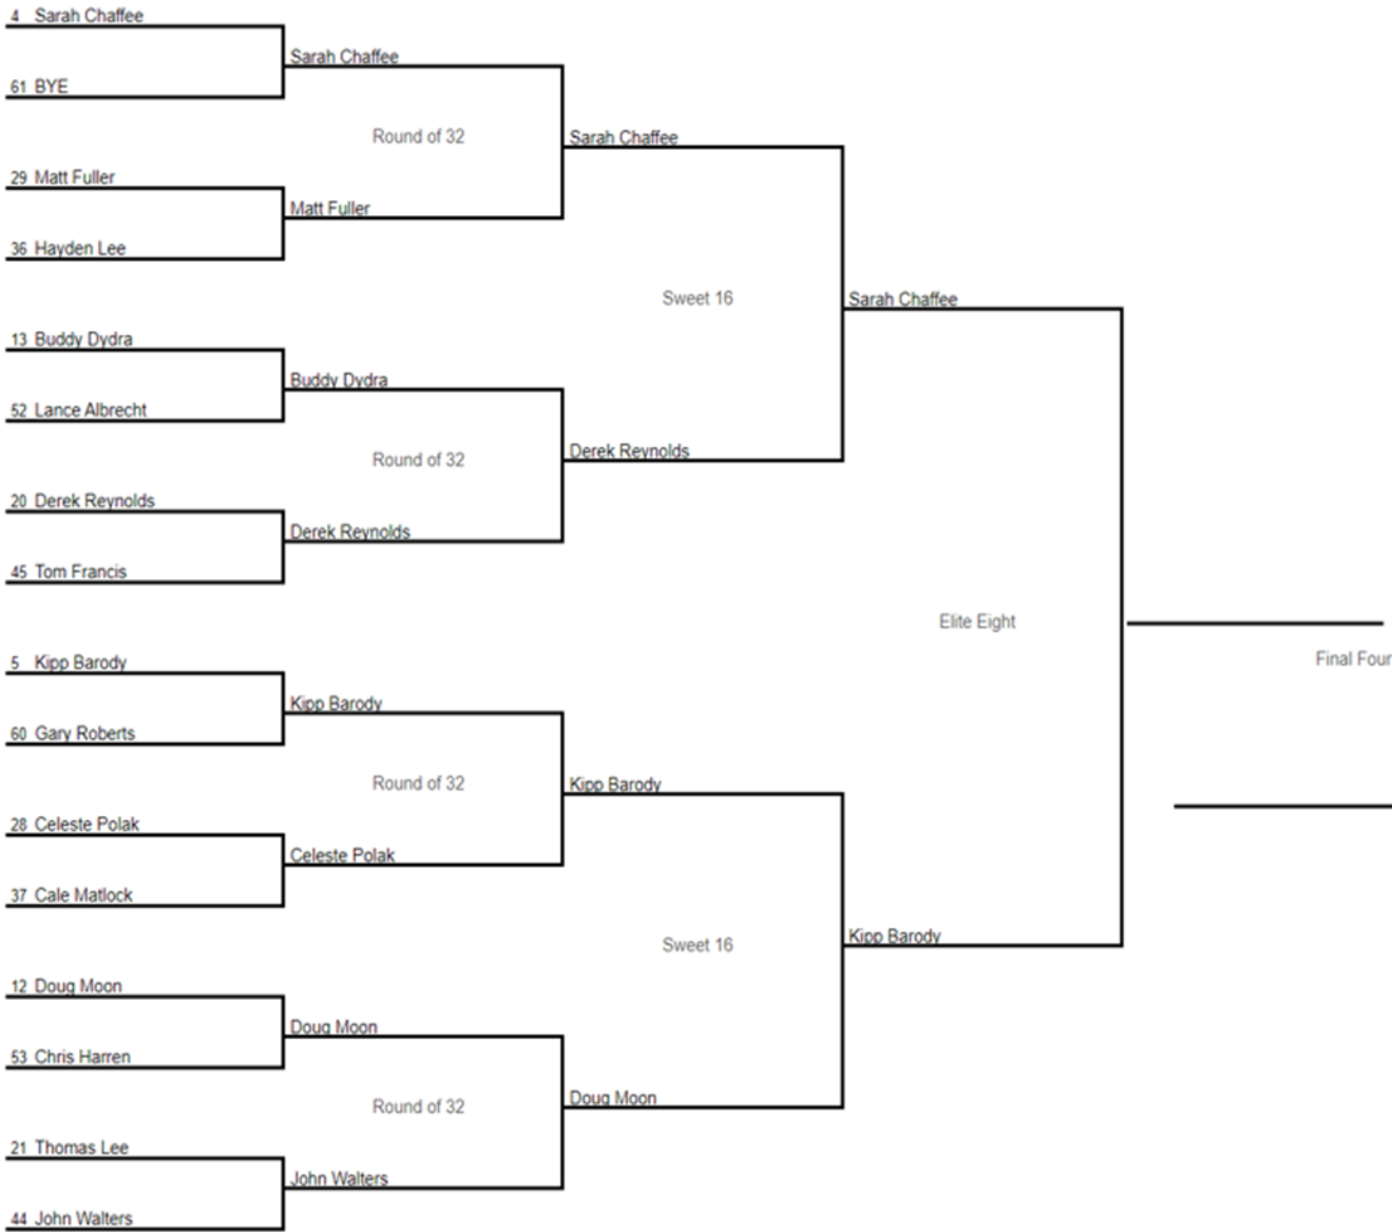 4 Sarah Chaffee
Sarah Chaffee
61 BYE
Round of 32
Sarah Chaffee
29 Matt Fuller
Matt Fuller
36 Hayden Lee
Sweet 16
Sarah Chaffee
13 Buddy Dydra
Buddy Dydra
52 Lance Albrecht
Round of 32
Derek Reynolds
20 Derek Reynolds
Derek Reynolds
45 Tom Francis
Elite Eight
Final Four
5 Kipp Barody
Kipp Barody
60 Gary Roberts
Round of 32
Kipp Barody
28 Celeste Polak
Celeste Polak
37 Cale Matlock
Sweet 16
Kipp Barody
12 Doug Moon
Doug Moon
53 Chris Harren
Round of 32
Doug Moon
21 Thomas Lee
John Walters
44 John Walters